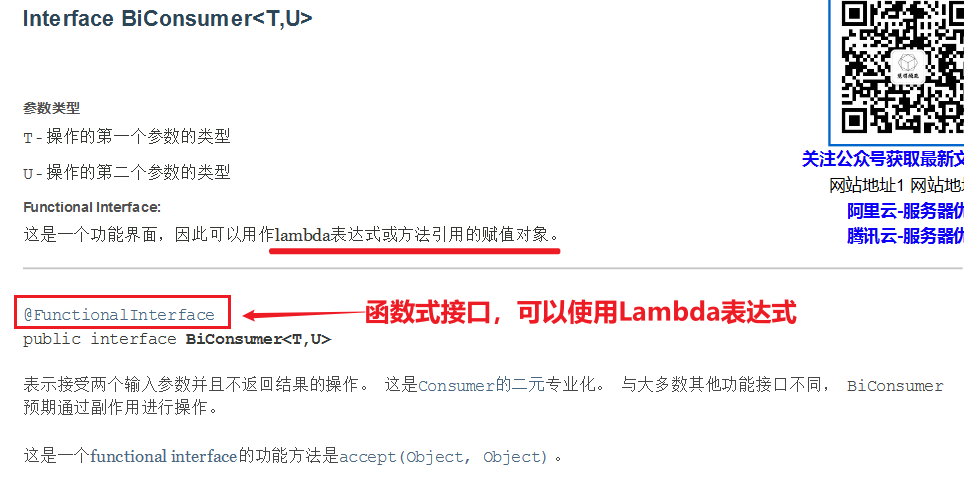 Interface BiConsumer<T,U>
参数类型
T - 操作的第一个参数的类型
U - 操作的第二个参数的类型
Functional Interface:
这是一个功能界面，因此可以用作lambda表达式或方法引用的赋值对象。
关注公众号获取最新文
网站地址1 网站地
阿里云-服务器优
腾讯云-服务器优
@FunctionalInterface
函数式接口，可以使用Lambda表达式
public interface BiConsumer<T,U>
表示接受两个输入参数并且不返回结果的操作。 这是Consumer的二元专业化。 与大多数其他功能接口不同， BiConsumer
预期通过副作用进行操作。
这是一个functional interface的功能方法是accept(Object, Object) 。